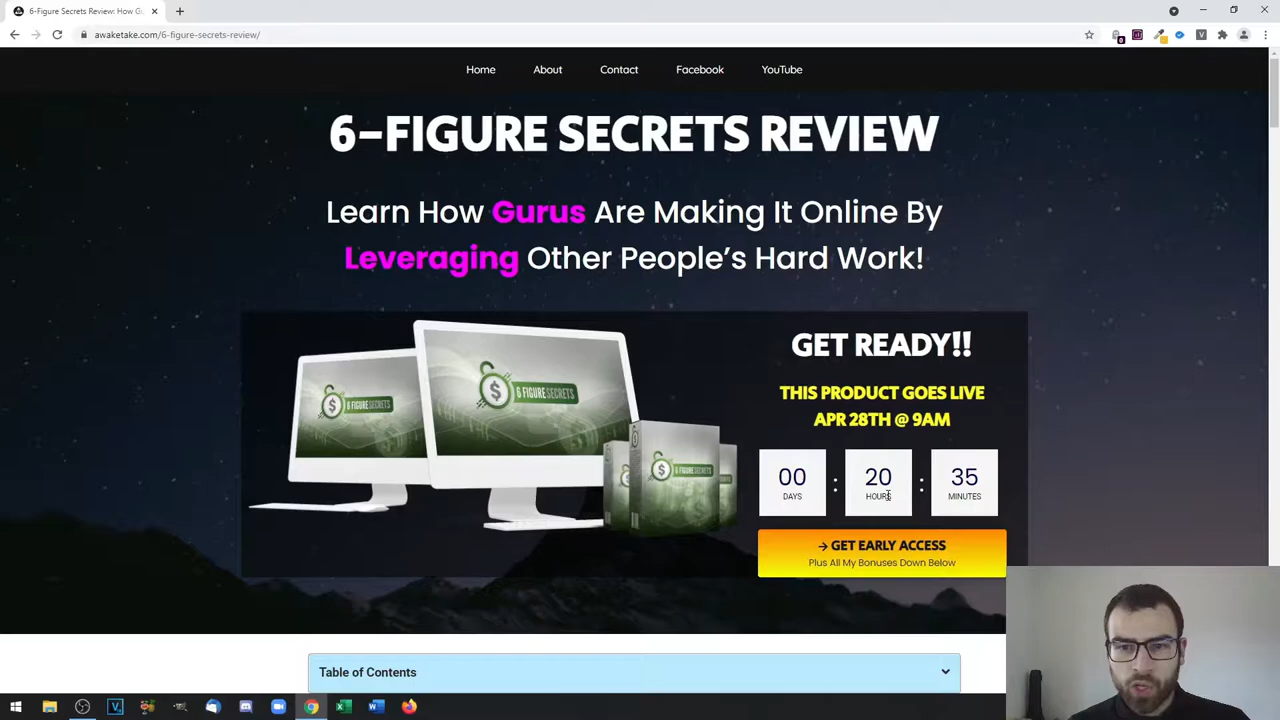 6-Figure Secrets Review: How Gu
awaketake.com/6-figure-secrets-review/
Home
About
Contact
Facebook
YouTube
6-FIGURE SECRETS REVIEW
Learn How Gurus Are Making It Online By
Leveraging Other People's Hard Work!
6 FIGURE SECRETS
6 FIGURE SECRETS
6 FIGURE SECRETS
GET READY!!
THIS PRODUCT GOES LIVE
APR 28TH @ 9AM
00 : 20 : 35
DAYS HOURS MINUTES
→ GET EARLY ACCESS
Plus All My Bonuses Down Below
Table of Contents